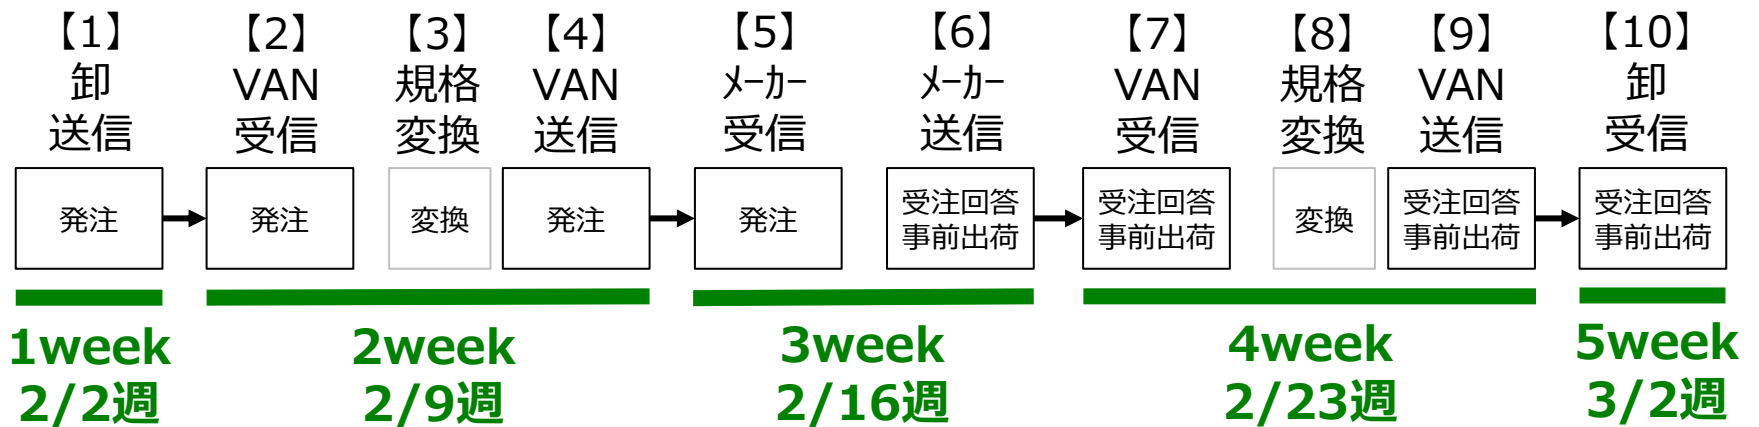 【1】
卸
送信
【2】
VAN
受信
【3】
規格
変換
【4】
VAN
送信
【5】
ﾒｰｶｰ
受信
【6】
ﾒｰｶｰ
送信
【7】
VAN
受信
【8】
規格
変換
【9】
VAN
送信
【10】
卸
受信
発注
発注
変換
発注
発注
受注回答
事前出荷
受注回答
事前出荷
変換
受注回答
事前出荷
受注回答
事前出荷
1week
2/2週
2week
2/9週
3week
2/16週
4week
2/23週
5week
3/2週